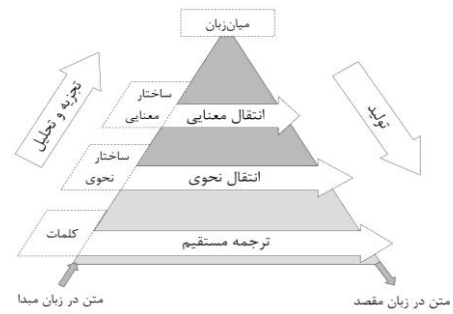 میان‌زبان
تجزیه و تحلیل
تولید
ساختار
معنایی
انتقال معنایی
ساختار
نحوی
انتقال نحوی
کلمات
ترجمه مستقیم
متن در زبان مبدا
متن در زبان مقصد